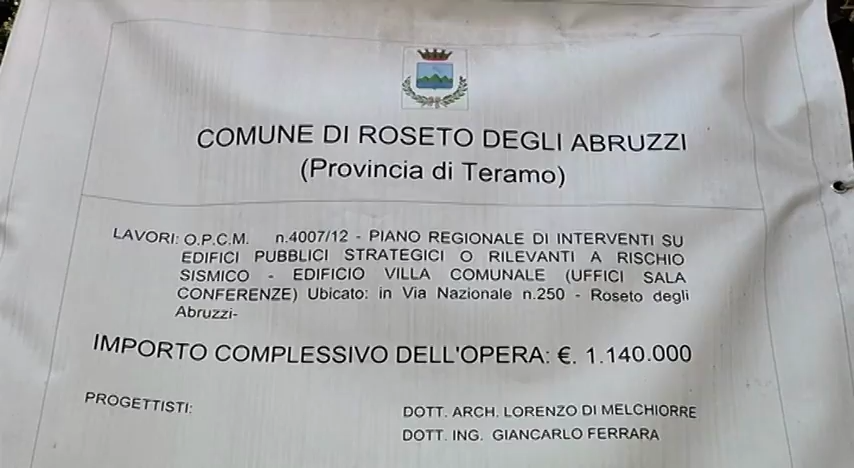 COMUNE DI ROSETO DEGLI ABRUZZI
(Provincia di Teramo)
LAVORI: O.P.C.M. n.4007/12 - PIANO REGIONALE DI INTERVENTI SU
EDIFICI PUBBLICI STRATEGICI O RILEVANTI A RISCHIO
SISMICO - EDIFICIO VILLA COMUNALE (UFFICI SALA
CONFERENZE) Ubicato: in Via Nazionale n.250 - Roseto degli
Abruzzi-
IMPORTO COMPLESSIVO DELL'OPERA: €. 1.140.000
PROGETTISTI: DOTT. ARCH. LORENZO DI MELCHIORRE
DOTT. ING. GIANCARLO FERRARA